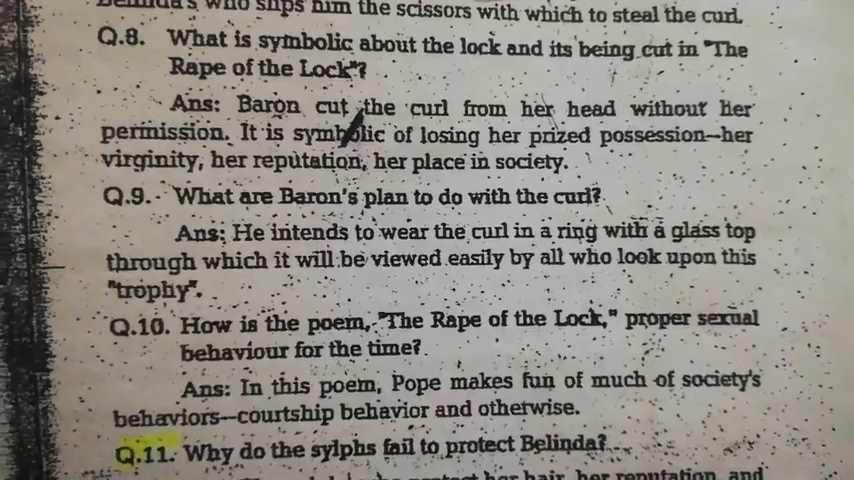 Belinda's who slips him the scissors with which to steal the curl.
Q.8. What is symbolic about the lock and its being cut in "The
Rape of the Lock"?
Ans: Baron cut the curl from her head without her
permission. It is symbolic of losing her prized possession--her
virginity, her reputation, her place in society.
Q.9. What are Baron's plan to do with the curl?
Ans: He intends to wear the curl in a ring with a glass top
through which it will be viewed easily by all who look upon this
"trophy".
Q.10. How is the poem, "The Rape of the Lock," proper sexual
behaviour for the time?
Ans: In this poem, Pope makes fun of much of society's
behaviors--courtship behavior and otherwise.
Q.11. Why do the sylphs fail to protect Belinda?
protect her hair, her reputation, and